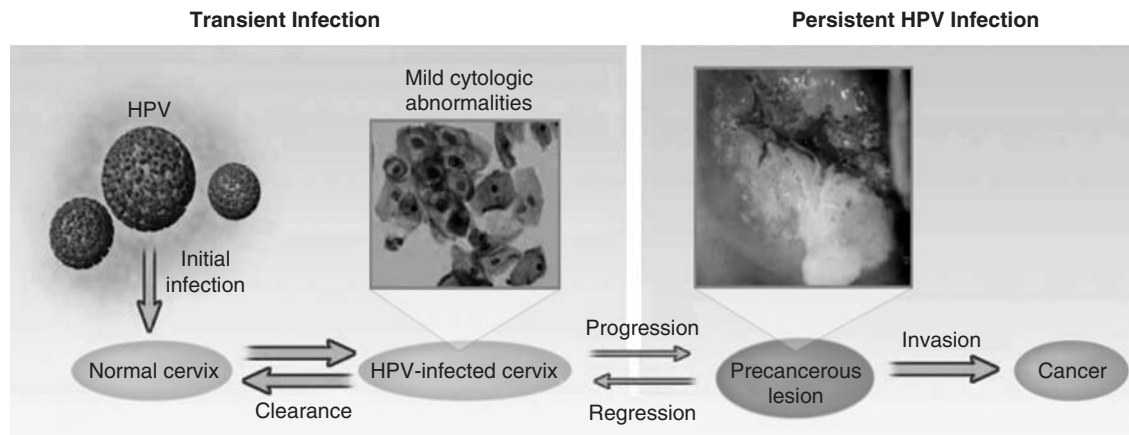 Transient Infection
Persistent HPV Infection
HPV
Mild cytologic
abnormalities
Initial
infection
Normal cervix
Clearance
HPV-infected cervix
Progression
Regression
Precancerous
lesion
Invasion
Cancer